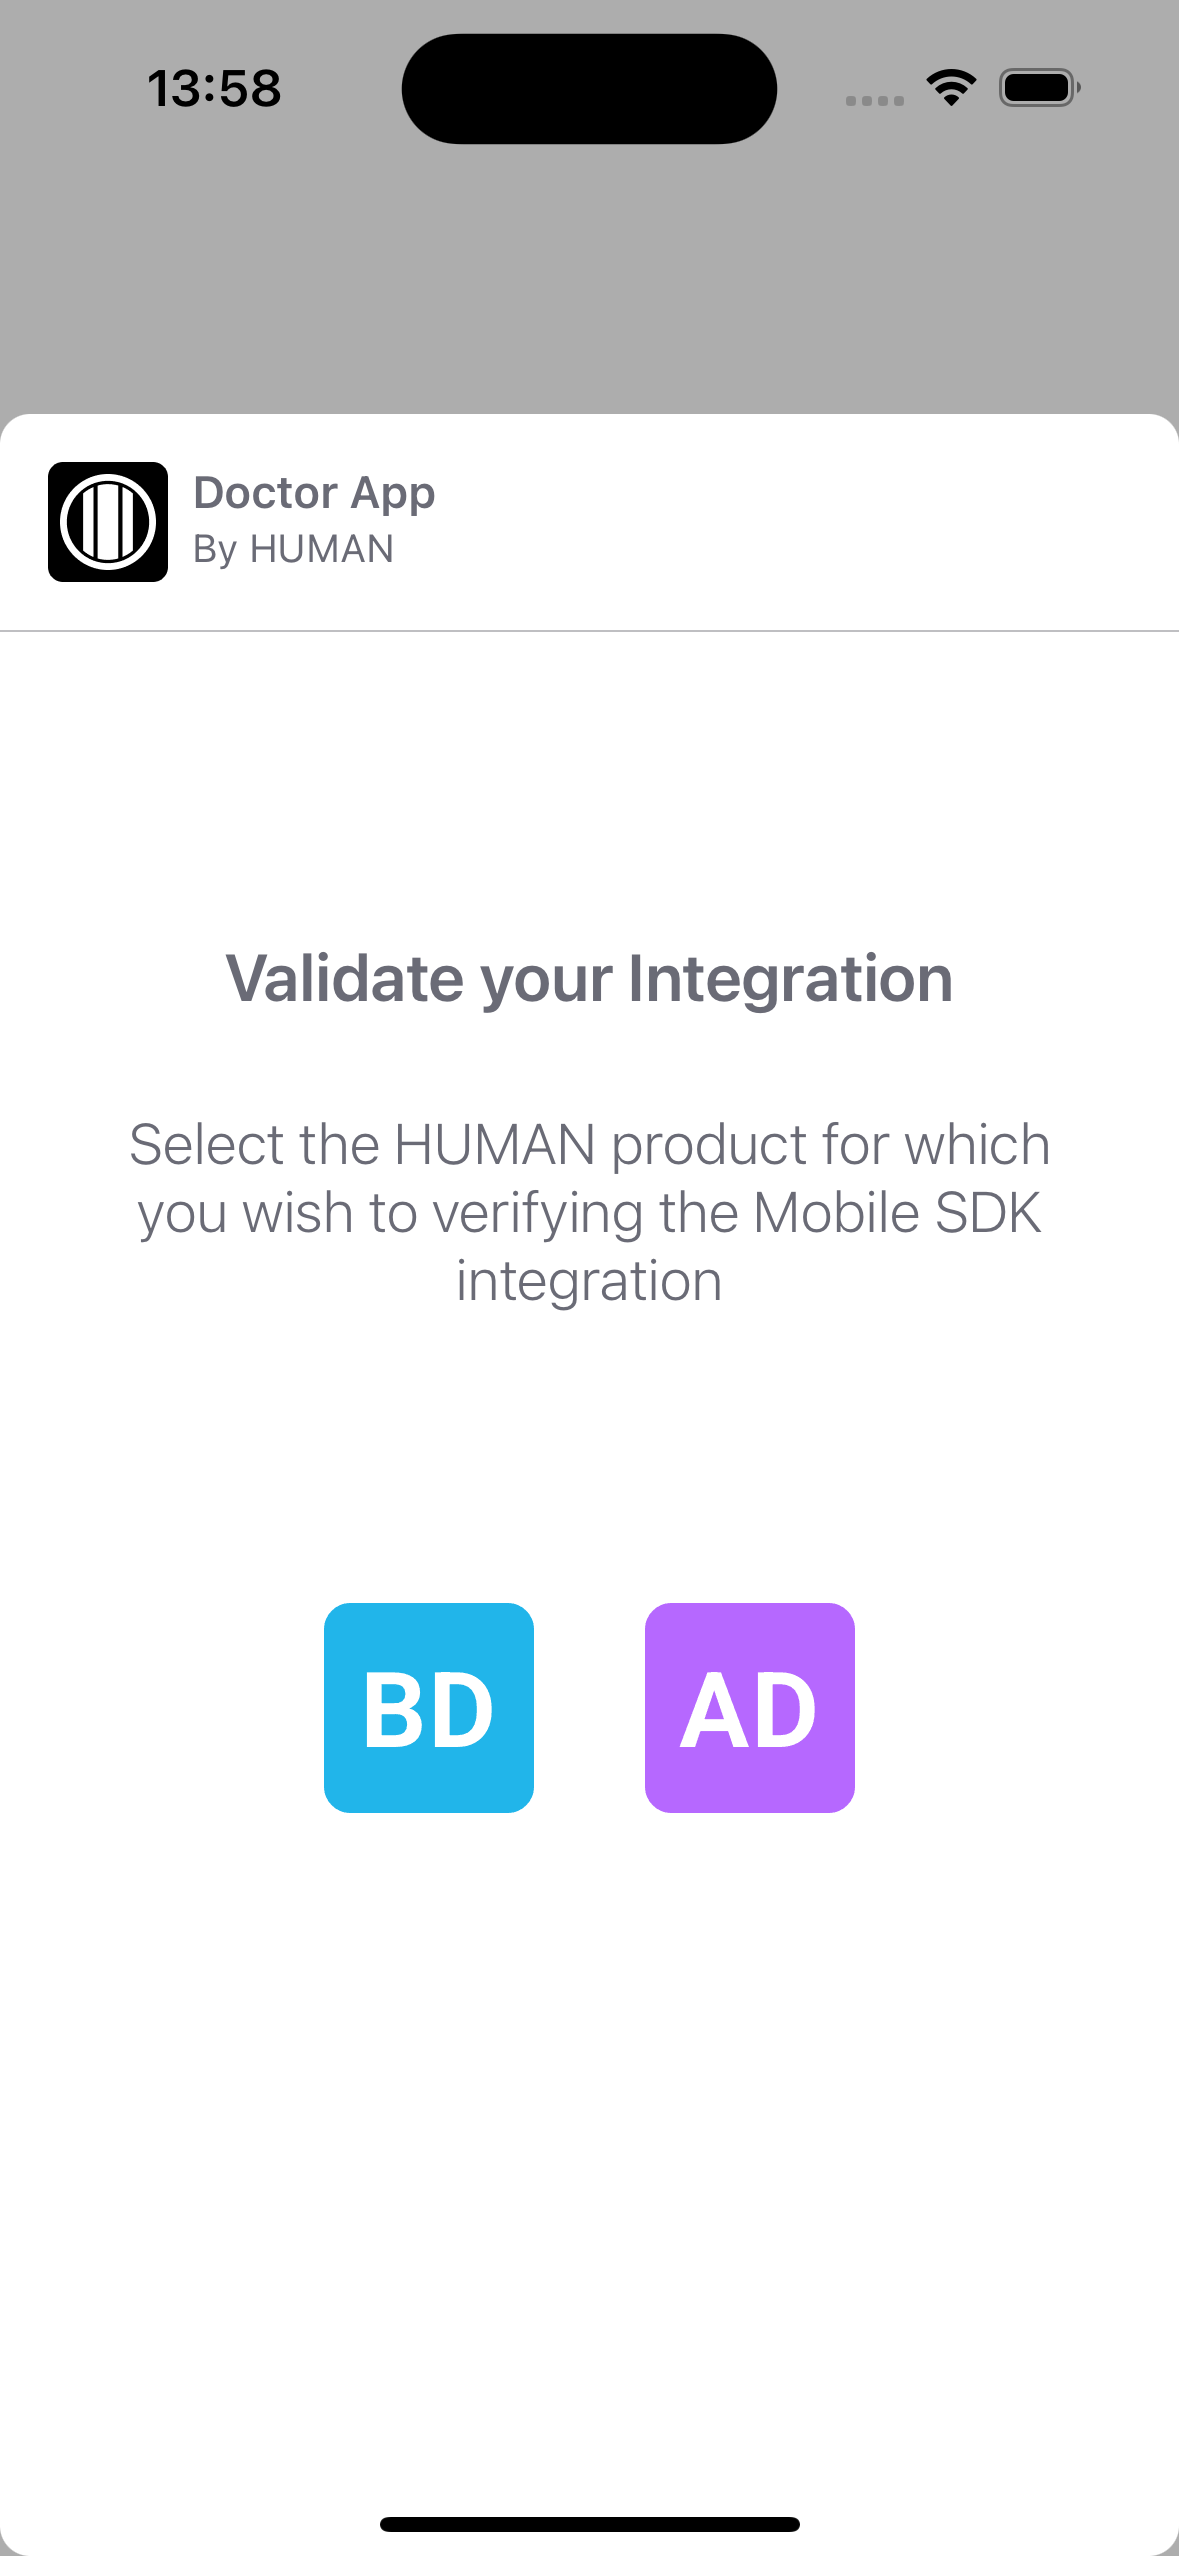 13:58
Doctor App
By HUMAN
Validate your Integration
Select the HUMAN product for which
you wish to verifying the Mobile SDK
integration
BD
AD